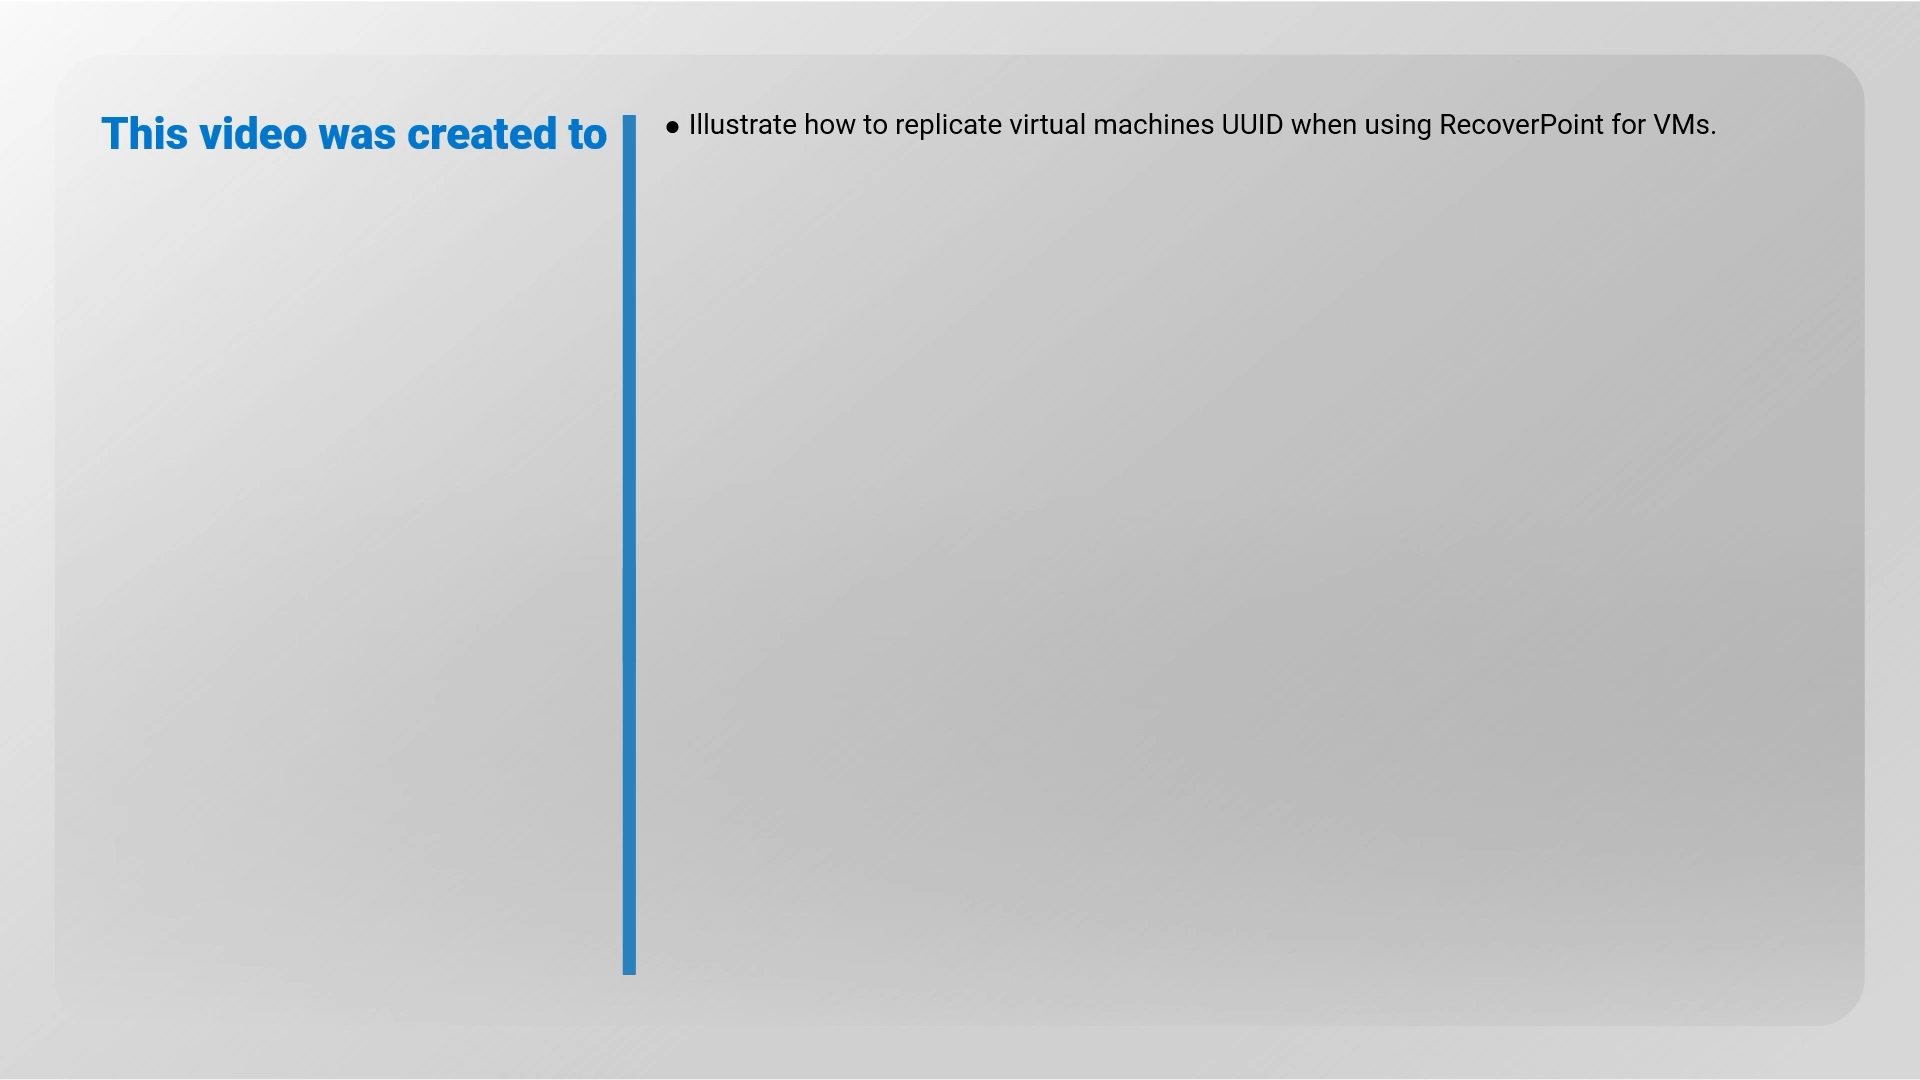 This video was created to
● Illustrate how to replicate virtual machines UUID when using RecoverPoint for VMs.